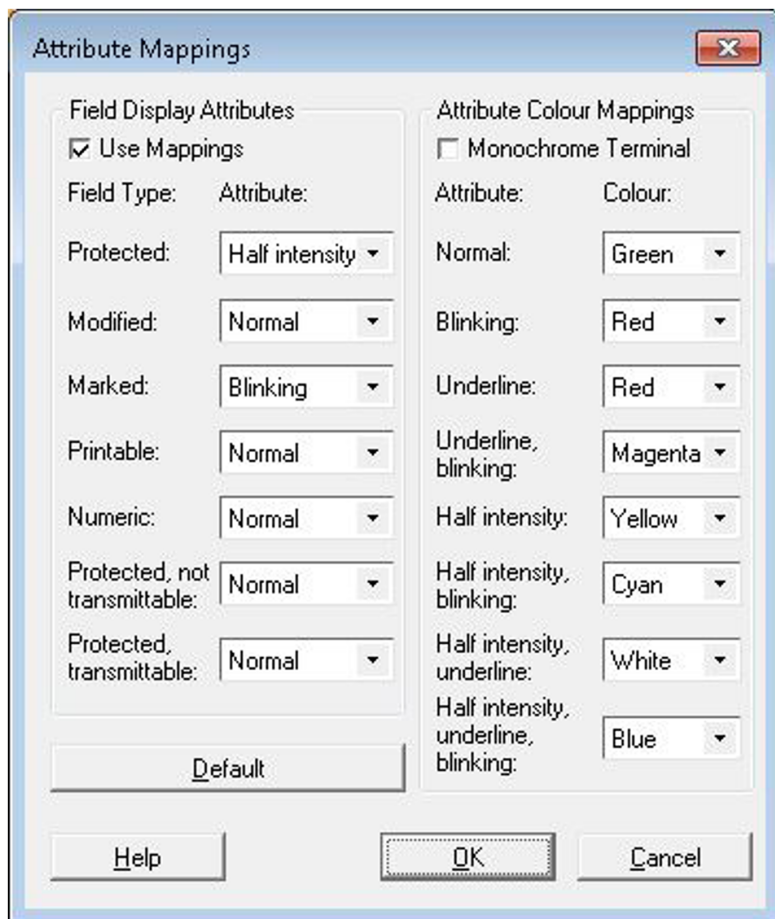 Attribute Mappings
Field Display Attributes
Use Mappings
Field Type: Attribute:
Protected: Half intensity
Modified: Normal
Marked: Blinking
Printable: Normal
Numeric: Normal
Protected, not
transmittable: Normal
Protected,
transmittable: Normal
Default
Attribute Colour Mappings
Monochrome Terminal
Attribute: Colour:
Normal: Green
Blinking: Red
Underline: Red
Underline,
blinking: Magenta
Half intensity: Yellow
Half intensity,
blinking: Cyan
Half intensity,
underline: White
Half intensity,
underline,
blinking: Blue
Help OK Cancel